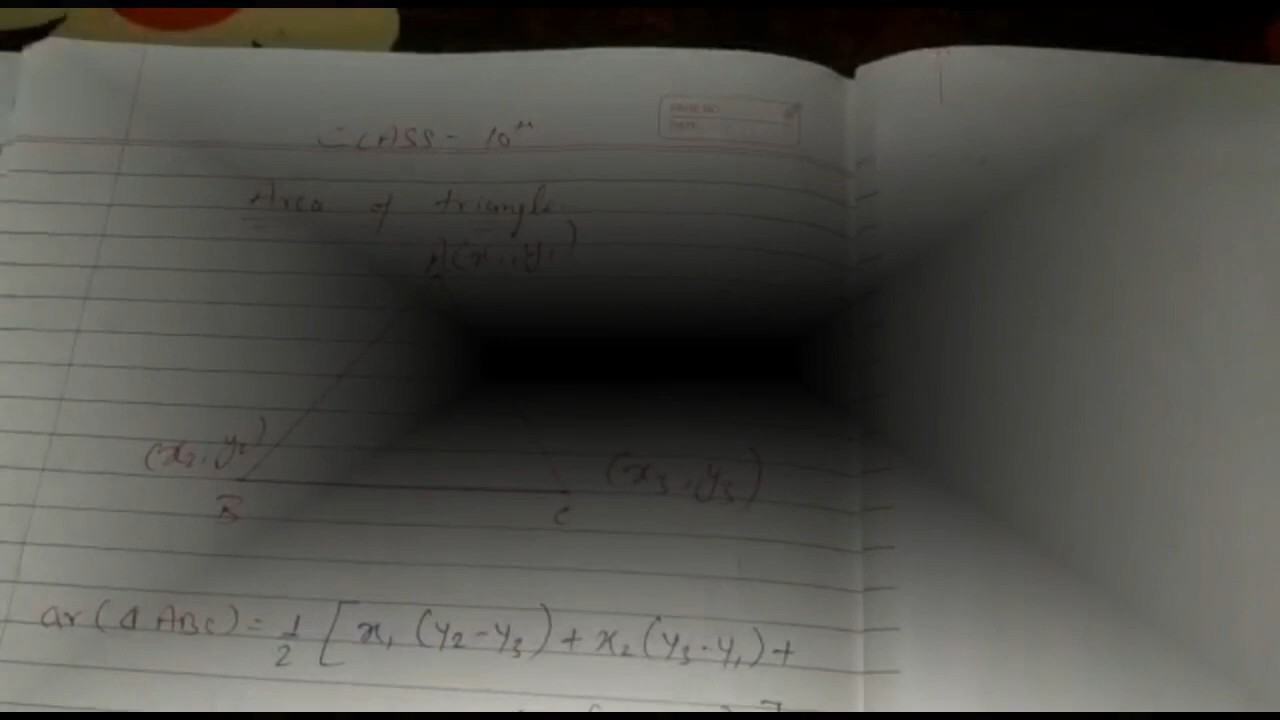 CLASS - 10th
Area of triangle
A(x₁, y₁)
(x₂, y₂)
(x₃, y₃)
B
C
ar(Δ ABC) = 1/2 [x₁ (y₂-y₃) + x₂ (y₃-y₁) +